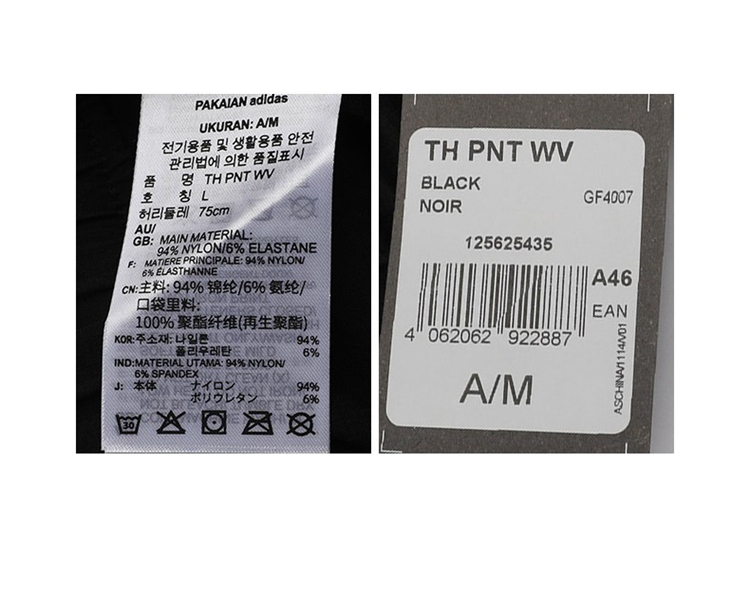 PAKAIAN adidas
UKURAN: A/M
전기용품 및 생활용품 안전
관리법에 의한 품질표시
품 명 TH PNT WV
호 칭 L
허리둘레 75cm
AU/
GB: MAIN MATERIAL:
94% NYLON/6% ELASTANE
F: MATIERE PRINCIPALE: 94% NYLON/
6% ÉLASTHANNE
CN: 主料: 94% 锦纶/6% 氨纶/
口袋里料:
100% 聚酯纤维(再生聚酯)
KOR: 주소재: 나일론 94%
폴리우레탄 6%
IND: MATERIAL UTAMA: 94% NYLON/
6% SPANDEX
J: 本体 ナイロン 94%
ポリウレタン 6%
30
TH PNT WV
BLACK
NOIR
GF4007
125625435
A46
EAN
4 062062 922887
A/M
ASCHINA/1114/V01